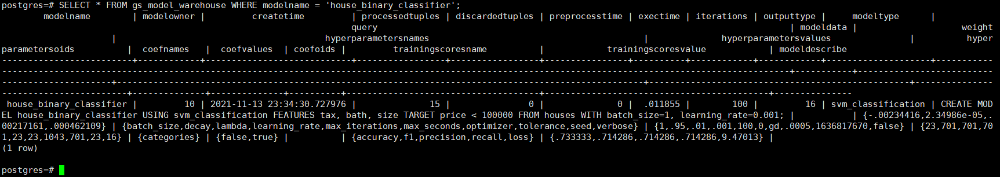 postgres=# SELECT * FROM gs_model_warehouse WHERE modelname = 'house_binary_classifier';
        modelname        | modelowner |         createtime         | processedtuples | discardedtuples | preprocesstime | exectime | iterations | outputtype |     modeltype      |
                                                                   query                                                                               | modeldata |                    weight
                     |                                        hyperparametersnames                                         |              hyperparametersvalues               |          hyper
parametersoids          |  coefnames   |  coefvalues  | coefoids |         trainingscoresname          |            trainingscoresvalue            | modeldescribe
-------------------------+------------+----------------------------+-----------------+-----------------+----------------+----------+------------+------------+--------------------+-----------
-------------------------------------------------------------------------------------------------------------------------------------------------------+-----------+--------------------------
---------------------+-----------------------------------------------------------------------------------------------------+--------------------------------------------------+---------------
------------------------+--------------+--------------+----------+-------------------------------------+-------------------------------------------+---------------
 house_binary_classifier |         10 | 2021-11-13 23:34:30.727976 |              15 |               0 |              0 |  .011855 |        100 |         16 | svm_classification | CREATE MOD
EL house_binary_classifier USING svm_classification FEATURES tax, bath, size TARGET price < 100000 FROM houses WITH batch_size=1, learning_rate=0.001; |           | {-.00234416,2.34986e-05,.
00217161,.000462109} | {batch_size,decay,lambda,learning_rate,max_iterations,max_seconds,optimizer,tolerance,seed,verbose} | {1,.95,.01,.001,100,0,gd,.0005,1636817670,false} | {23,701,701,70
1,23,23,1043,701,23,16} | {categories} | {false,true} |          | {accuracy,f1,precision,recall,loss} | {.733333,.714286,.714286,.714286,9.47013} |
(1 row)
postgres=#